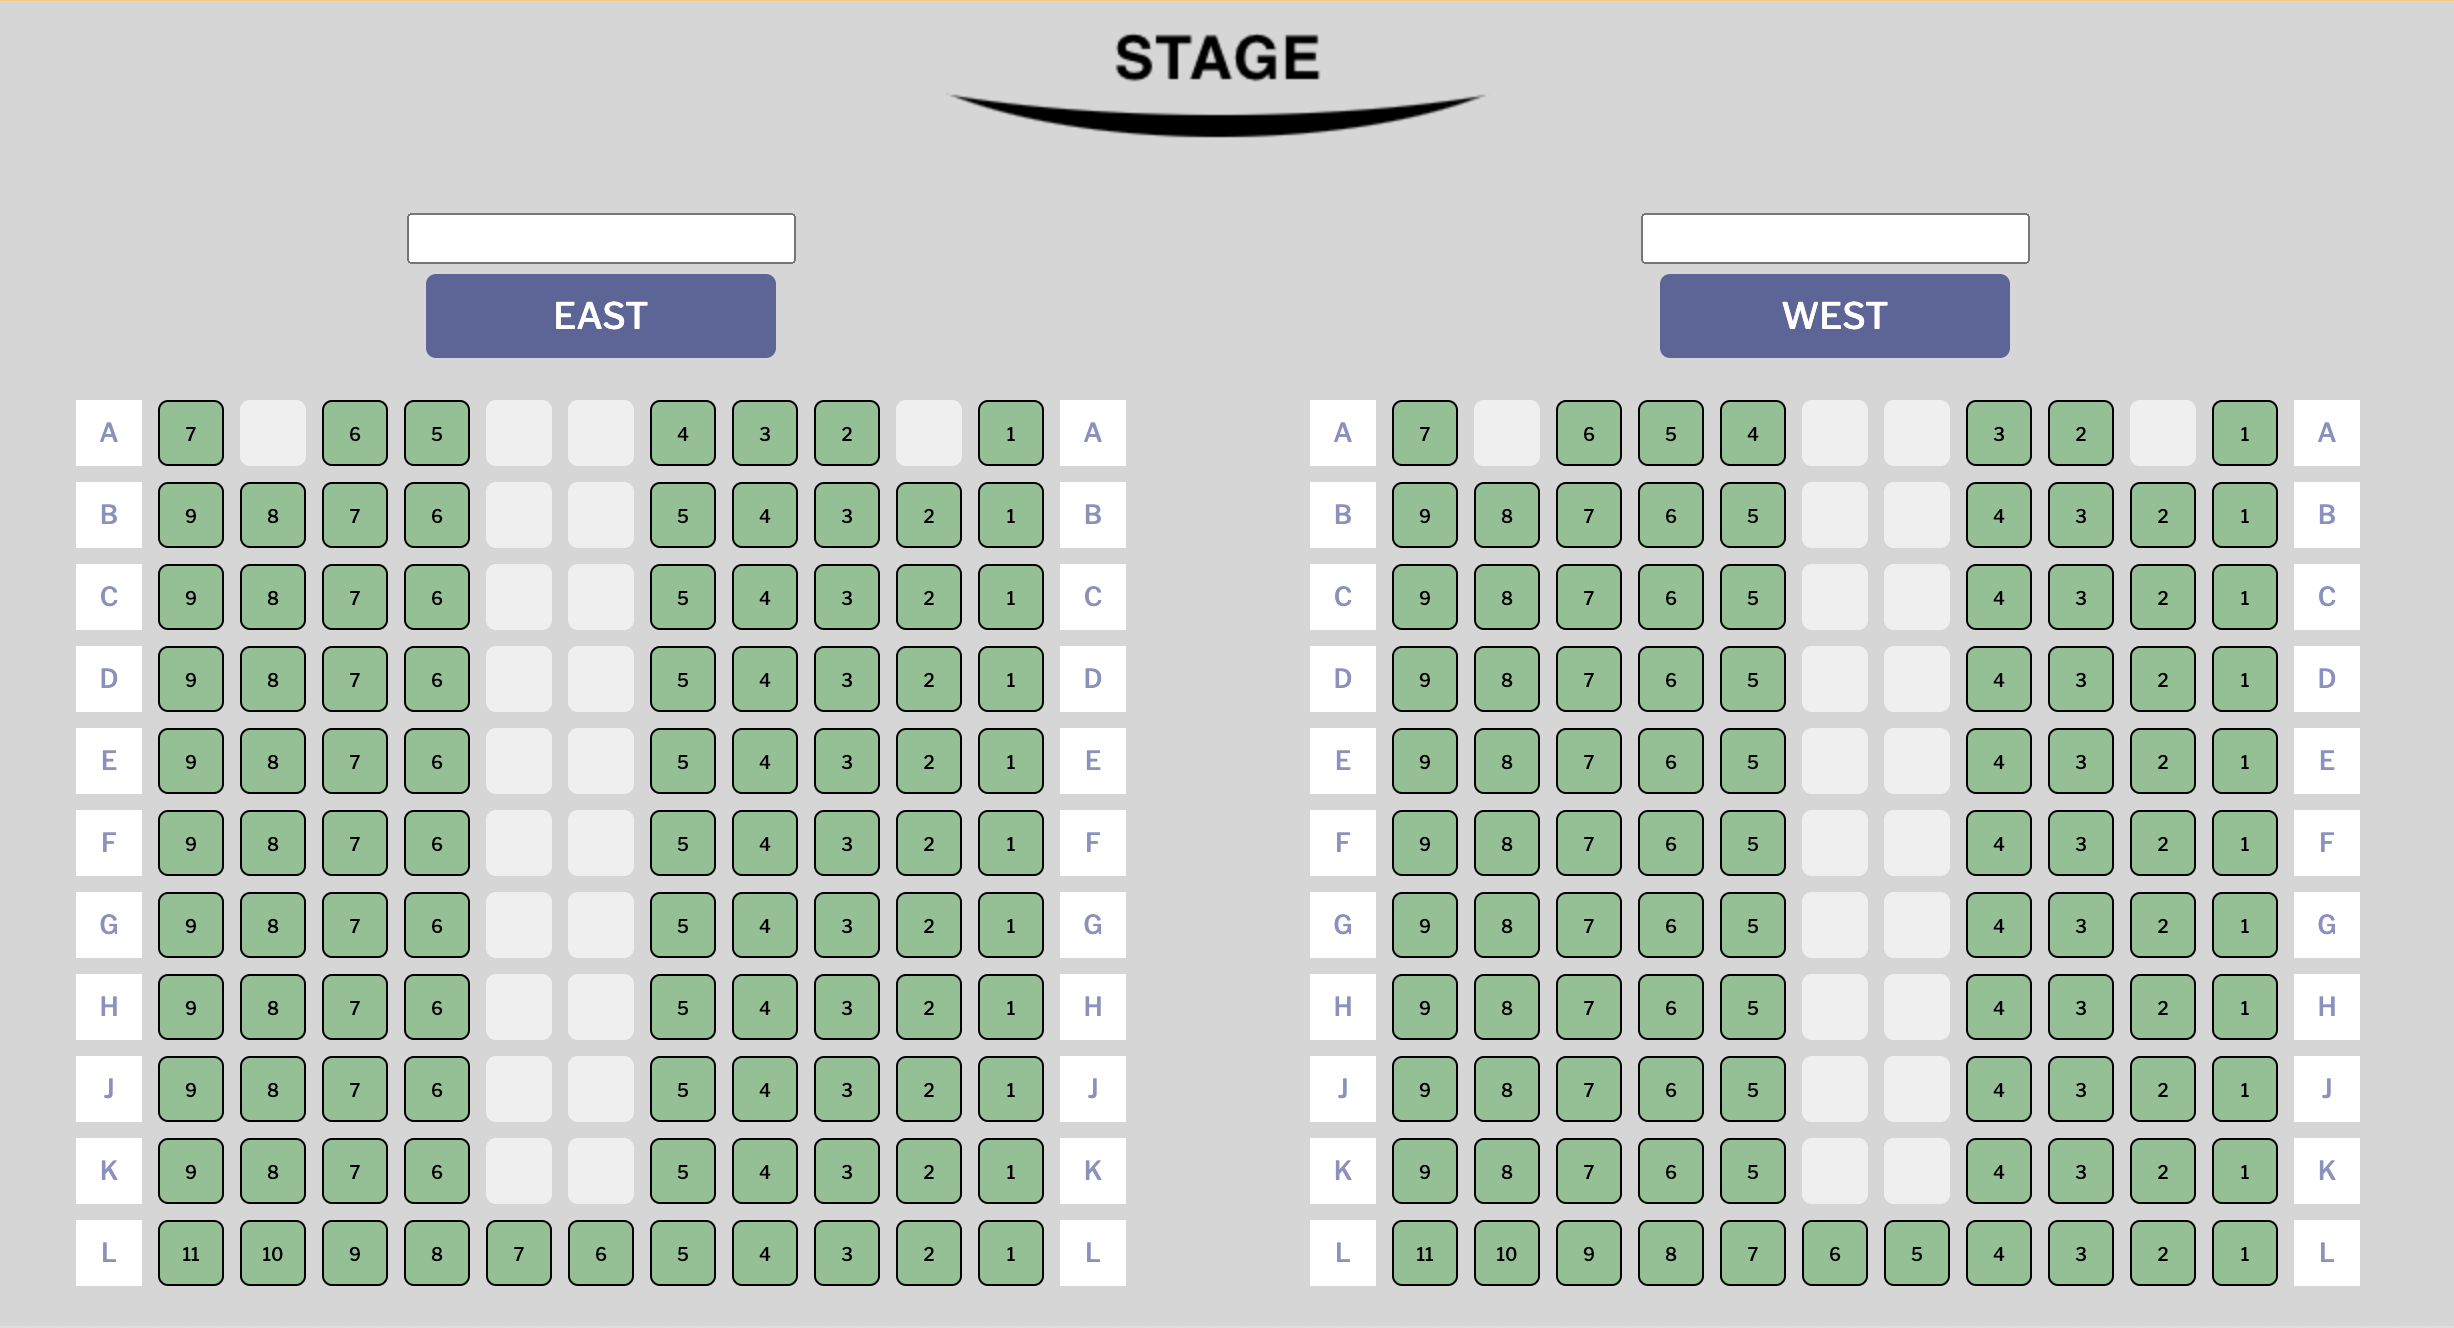 STAGE
EAST WEST
A 7 6 5 4 3 2 1 A A 7 6 5 4 3 2 1 A
B 9 8 7 6 5 4 3 2 1 B B 9 8 7 6 5 4 3 2 1 B
C 9 8 7 6 5 4 3 2 1 C C 9 8 7 6 5 4 3 2 1 C
D 9 8 7 6 5 4 3 2 1 D D 9 8 7 6 5 4 3 2 1 D
E 9 8 7 6 5 4 3 2 1 E E 9 8 7 6 5 4 3 2 1 E
F 9 8 7 6 5 4 3 2 1 F F 9 8 7 6 5 4 3 2 1 F
G 9 8 7 6 5 4 3 2 1 G G 9 8 7 6 5 4 3 2 1 G
H 9 8 7 6 5 4 3 2 1 H H 9 8 7 6 5 4 3 2 1 H
J 9 8 7 6 5 4 3 2 1 J J 9 8 7 6 5 4 3 2 1 J
K 9 8 7 6 5 4 3 2 1 K K 9 8 7 6 5 4 3 2 1 K
L 11 10 9 8 7 6 5 4 3 2 1 L L 11 10 9 8 7 6 5 4 3 2 1 L